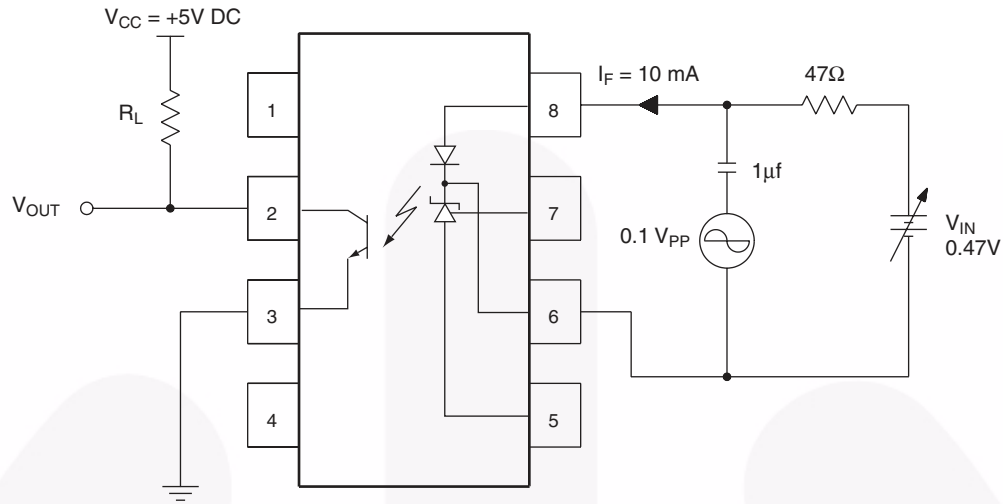 V_CC = +5V DC
R_L
V_OUT
1
2
3
4
8
7
6
5
I_F = 10 mA
47Ω
1μf
0.1 V_PP
V_IN
0.47V